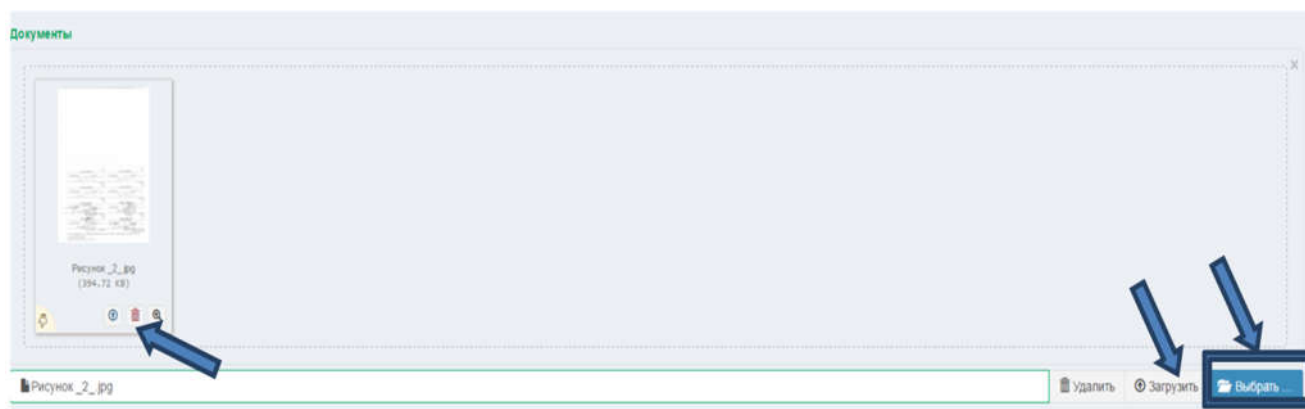 Документы
Рисунок_2_.jpg
(394.72 KB)
Рисунок_2_.jpg
Удалить Загрузить Выбрать ...